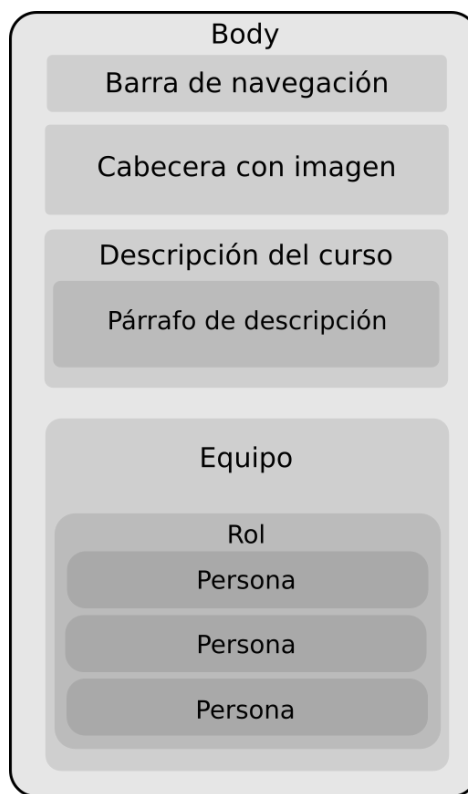 Body
Barra de navegación
Cabecera con imagen
Descripción del curso
Párrafo de descripción
Equipo
Rol
Persona
Persona
Persona